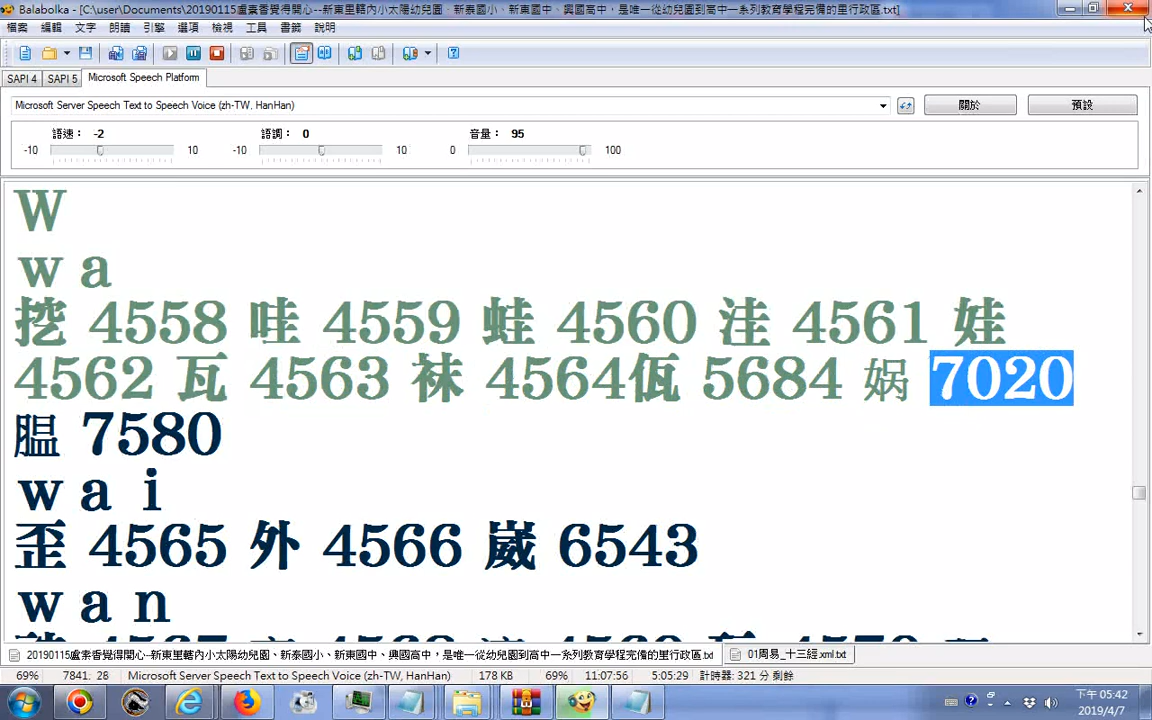 Balabolka - [C:\user\Documents\20190115盧素香覺得開心--新東里轄內小太陽幼兒園、新泰國小、新東國中、興國高中，是唯一從幼兒園到高中一系列教育學程完備的里行政區.txt]
檔案 編輯 文字 朗讀 引擎 選項 檢視 工具 書籤 說明
SAPI 4 SAPI 5 Microsoft Speech Platform
Microsoft Server Speech Text to Speech Voice (zh-TW, HanHan) 關於 預設
語速： -2 語調： 0 音量： 95
-10 10 -10 10 0 100
W
w a
挖 4558 哇 4559 蛙 4560 洼 4561 娃
4562 瓦 4563 袜 4564佤 5684 娲 7020
腽 7580
w a i
歪 4565 外 4566 崴 6543
w a n
20190115盧素香覺得開心--新東里轄內小太陽幼兒園、新泰國小、新東國中、興國高中，是唯一從幼兒園到高中一系列教育學程完備的里行政區.txt 01周易_十三經.xml.txt
69% 7841: 28 Microsoft Server Speech Text to Speech Voice (zh-TW, HanHan) 178 KB 69% 11:07:56 5:05:29 計時器: 321 分 剩餘
下午 05:42
2019/4/7